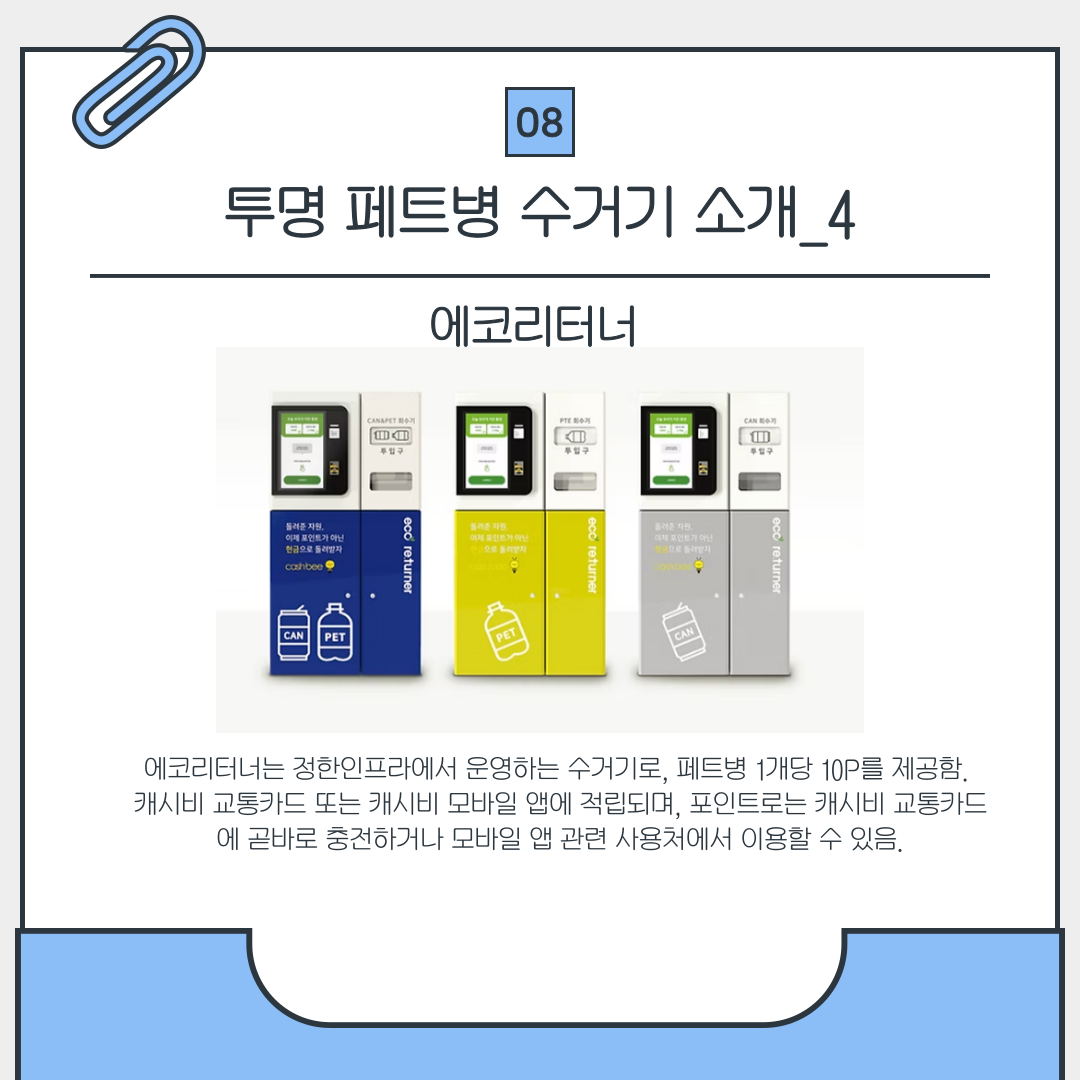 08
투명 페트병 수거기 소개_4
에코리터너
CAN&PET 회수기
투입구
PTE 회수기
투입구
CAN 회수기
투입구
돌려준 자원,
이제 포인트가 아닌
현금으로 돌려받자
cashbee
eco returner
CAN
PET
돌려준 자원,
이제 포인트가 아닌
현금으로 돌려받자
eco returner
PET
돌려준 자원,
이제 포인트가 아닌
현금으로 돌려받자
eco returner
CAN
에코리터너는 정한인프라에서 운영하는 수거기로, 페트병 1개당 10P를 제공함.
캐시비 교통카드 또는 캐시비 모바일 앱에 적립되며, 포인트로는 캐시비 교통카드
에 곧바로 충전하거나 모바일 앱 관련 사용처에서 이용할 수 있음.